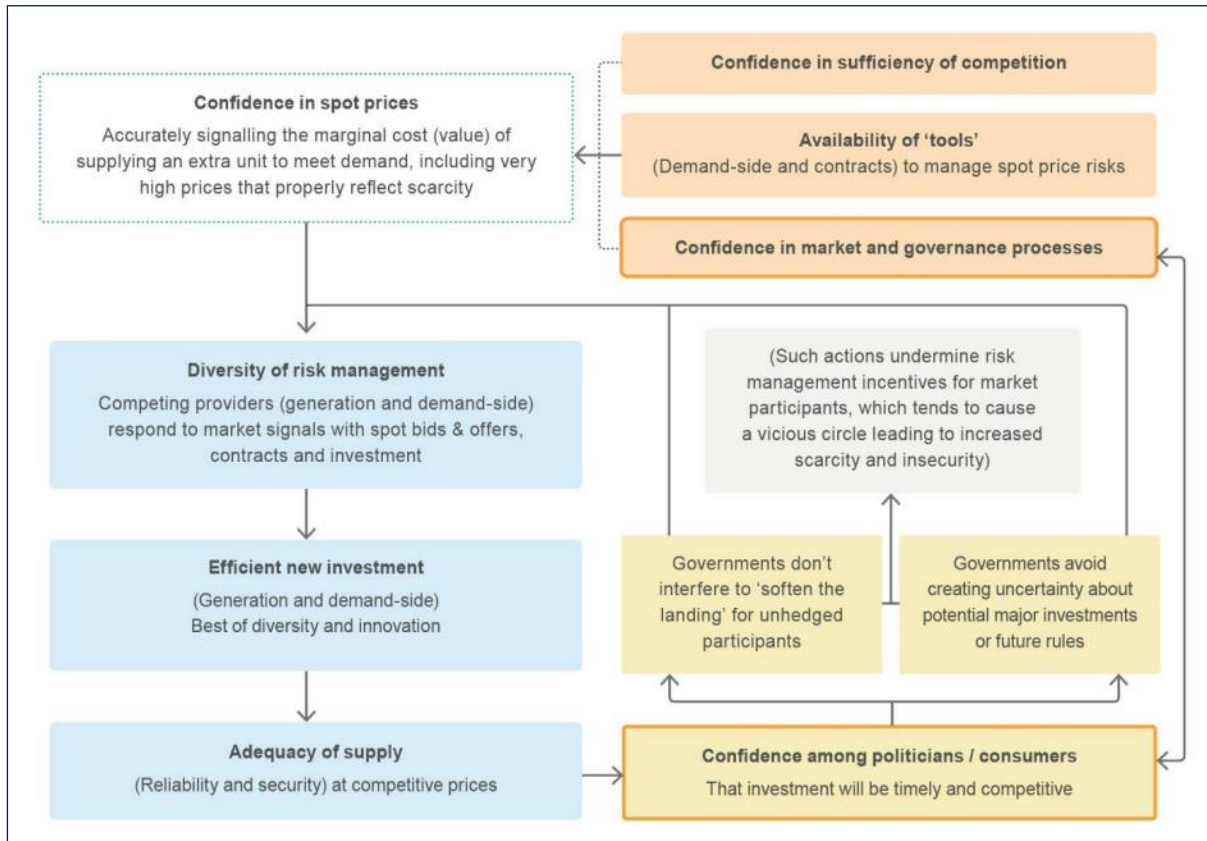 Confidence in spot prices
Accurately signalling the marginal cost (value) of
supplying an extra unit to meet demand, including very
high prices that properly reflect scarcity
Confidence in sufficiency of competition
Availability of ‘tools’
(Demand-side and contracts) to manage spot price risks
Confidence in market and governance processes
Diversity of risk management
Competing providers (generation and demand-side)
respond to market signals with spot bids & offers,
contracts and investment
(Such actions undermine risk
management incentives for market
participants, which tends to cause
a vicious circle leading to increased
scarcity and insecurity)
Efficient new investment
(Generation and demand-side)
Best of diversity and innovation
Governments don’t
interfere to ‘soften the
landing’ for unhedged
participants
Governments avoid
creating uncertainty about
potential major investments
or future rules
Adequacy of supply
(Reliability and security) at competitive prices
Confidence among politicians / consumers
That investment will be timely and competitive